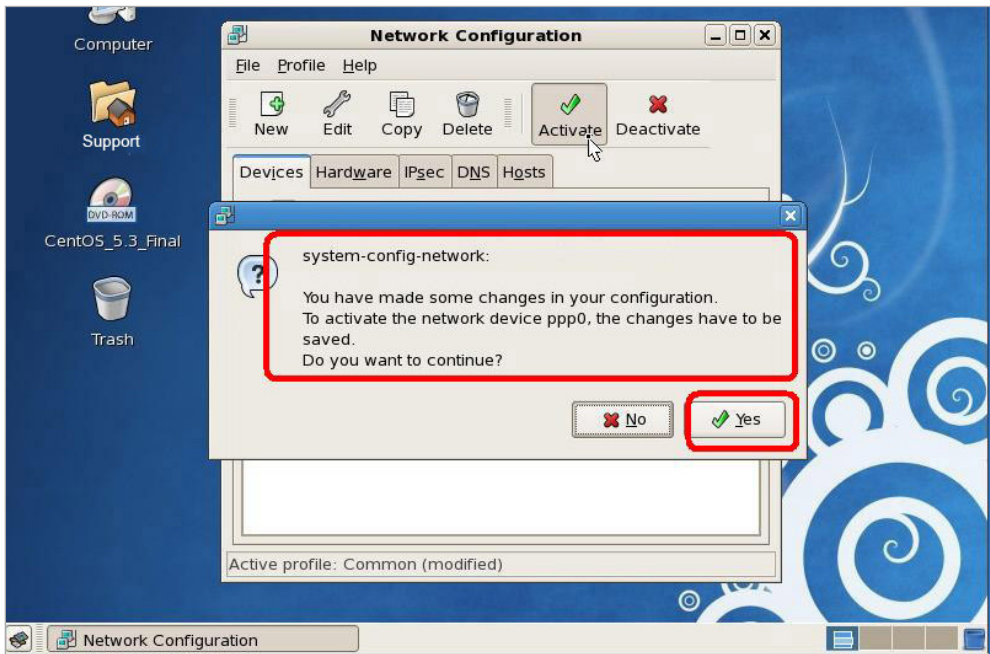 Computer
Support
DVD-ROM
CentOS_5.3_Final
Trash
Network Configuration
File Profile Help
New Edit Copy Delete Activate Deactivate
Devices Hardware IPsec DNS Hosts
system-config-network:
You have made some changes in your configuration.
To activate the network device ppp0, the changes have to be
saved.
Do you want to continue?
No Yes
Active profile: Common (modified)
Network Configuration